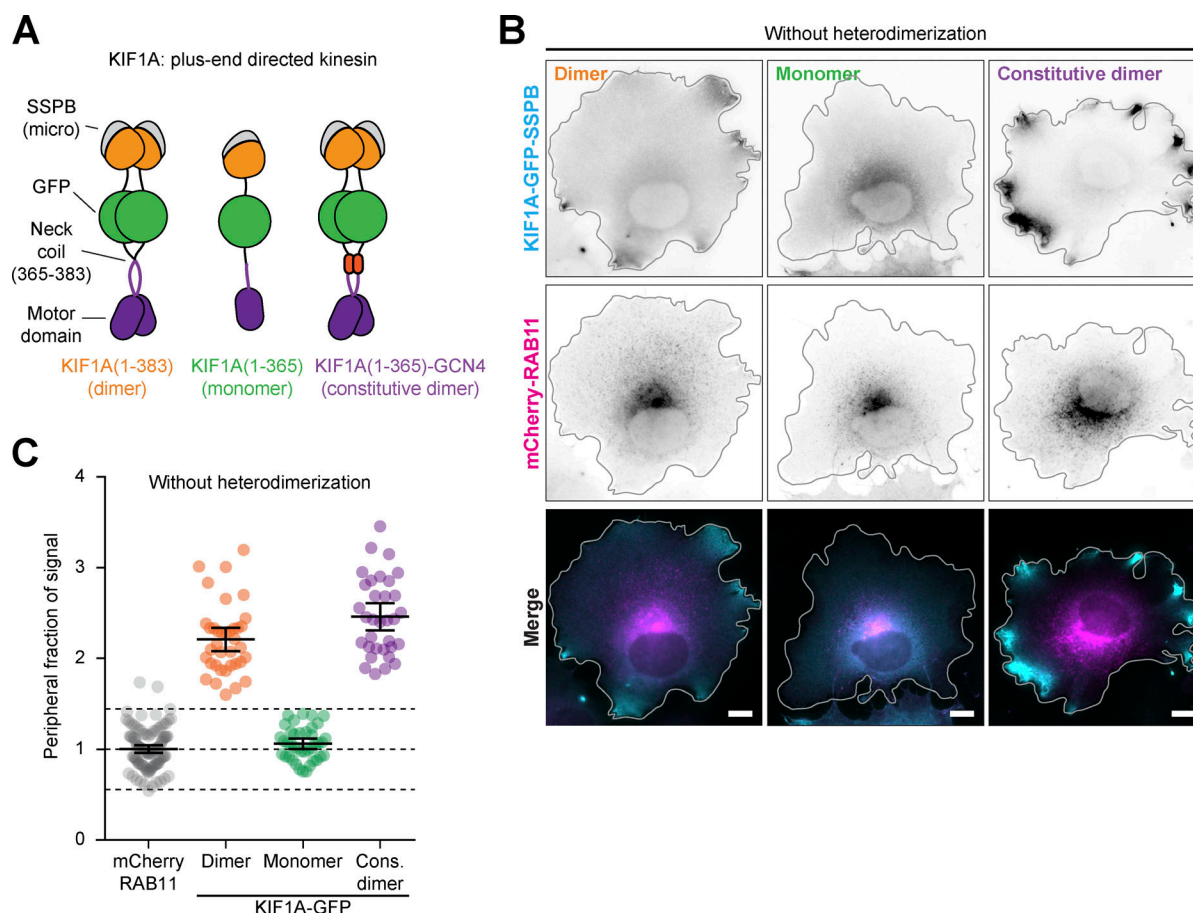 A
KIF1A: plus-end directed kinesin
SSPB
(micro)
GFP
Neck
coil
(365-383)
Motor
domain
KIF1A(1-383)
(dimer)
KIF1A(1-365)
(monomer)
KIF1A(1-365)-GCN4
(constitutive dimer)
B
Without heterodimerization
Dimer
Monomer
Constitutive dimer
KIF1A-GFP-SSPB
mCherry-RAB11
Merge
C
Without heterodimerization
Peripheral fraction of signal
4
3
2
1
0
mCherry
RAB11
Dimer
Monomer
Cons.
dimer
KIF1A-GFP